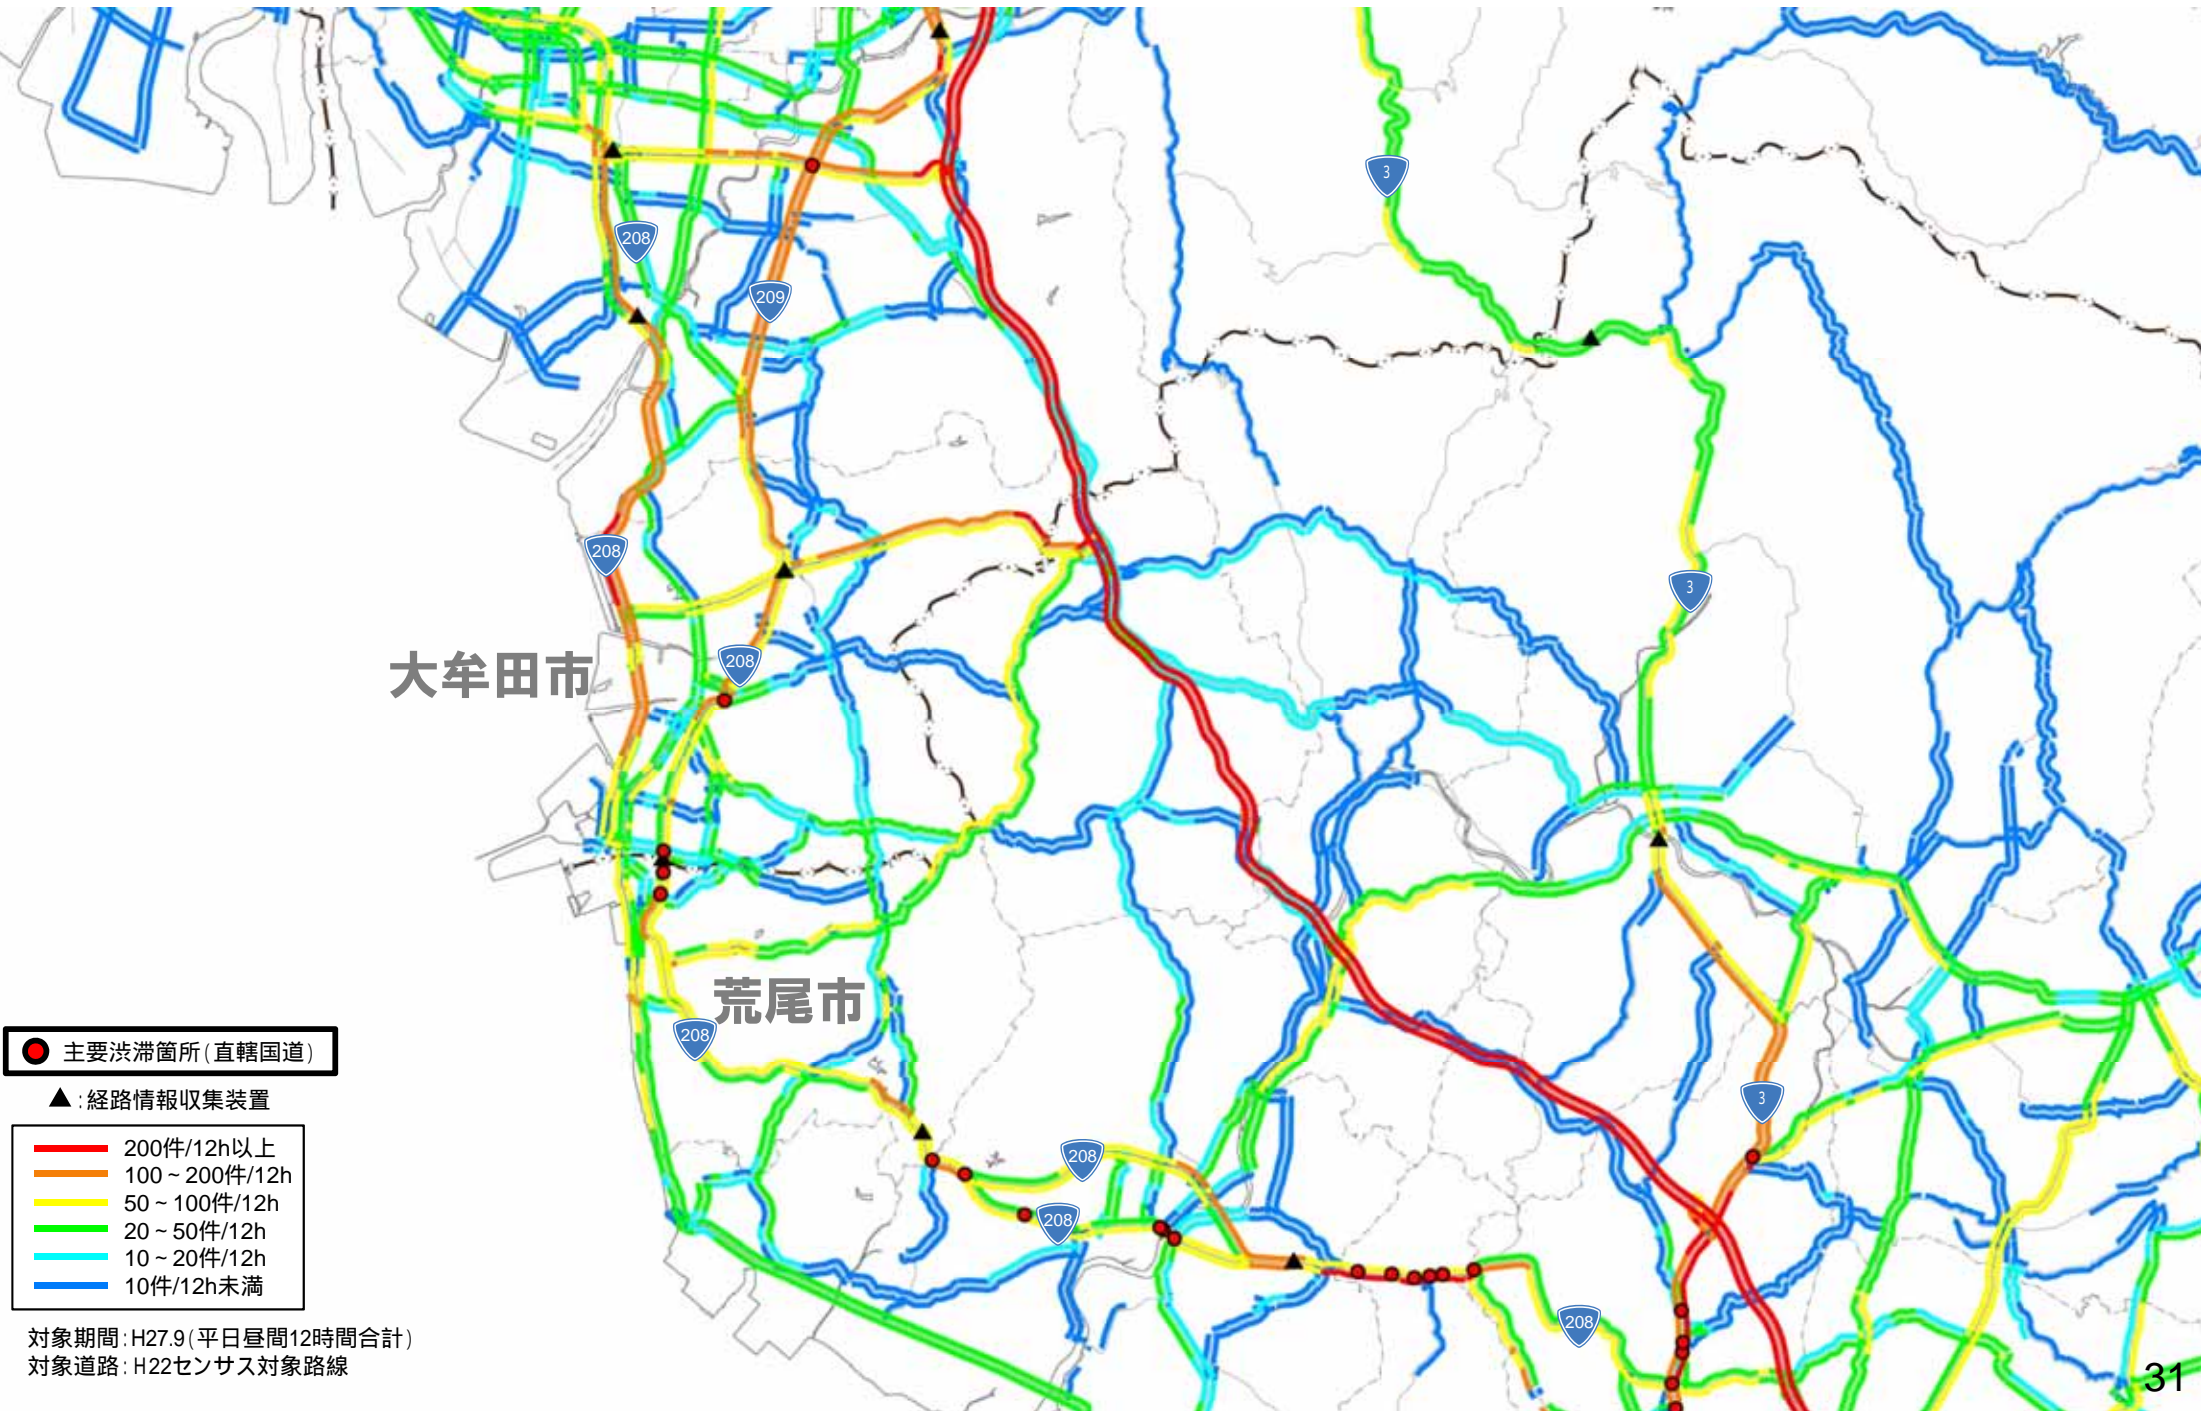 3
208
209
208
3
大牟田市
208
荒尾市
208
3
208
208
208
主要渋滞箇所(直轄国道)
▲:経路情報収集装置
200件/12h以上
100~200件/12h
50~100件/12h
20~50件/12h
10~20件/12h
10件/12h未満
対象期間:H27.9(平日昼間12時間合計)
対象道路:H22センサス対象路線
31